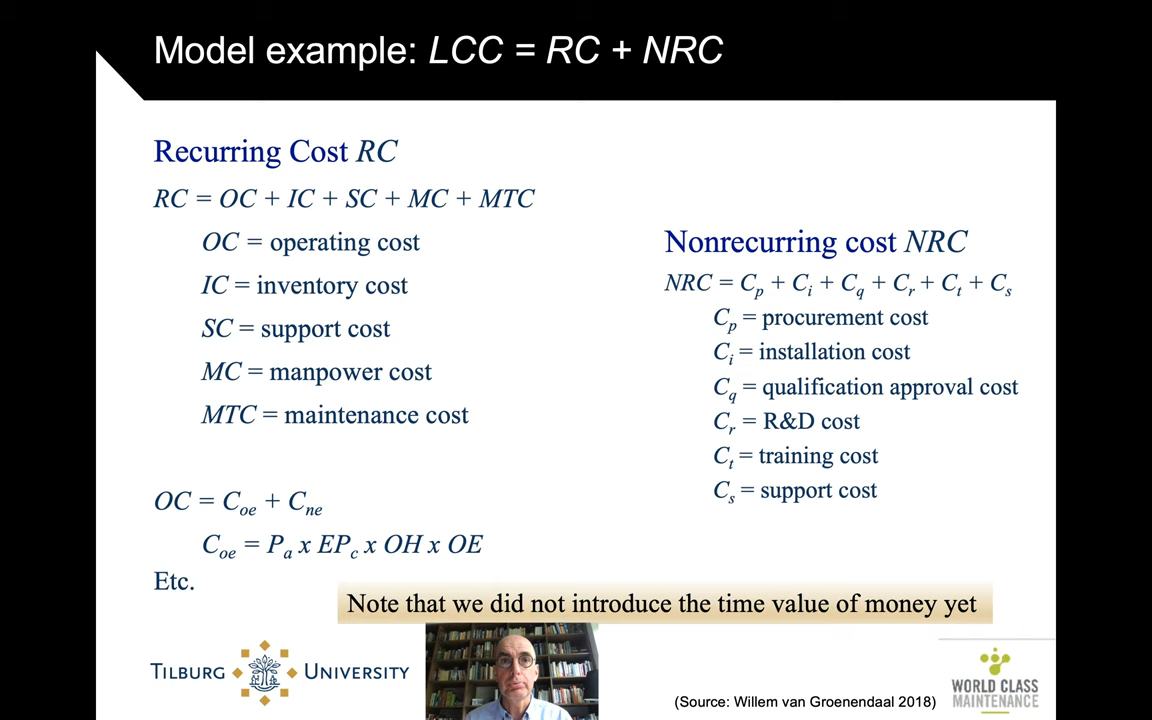 Model example: LCC = RC + NRC
Recurring Cost RC
RC = OC + IC + SC + MC + MTC
OC = operating cost
IC = inventory cost
SC = support cost
MC = manpower cost
MTC = maintenance cost
OC = Coe + Cne
Coe = Pa x EPc x OH x OE
Etc.
Nonrecurring cost NRC
NRC = Cp + Ci + Cq + Cr + Ct + Cs
Cp = procurement cost
Ci = installation cost
Cq = qualification approval cost
Cr = R&D cost
Ct = training cost
Cs = support cost
Note that we did not introduce the time value of money yet
TILBURG UNIVERSITY
(Source: Willem van Groenendaal 2018)
WORLD CLASS
MAINTENANCE